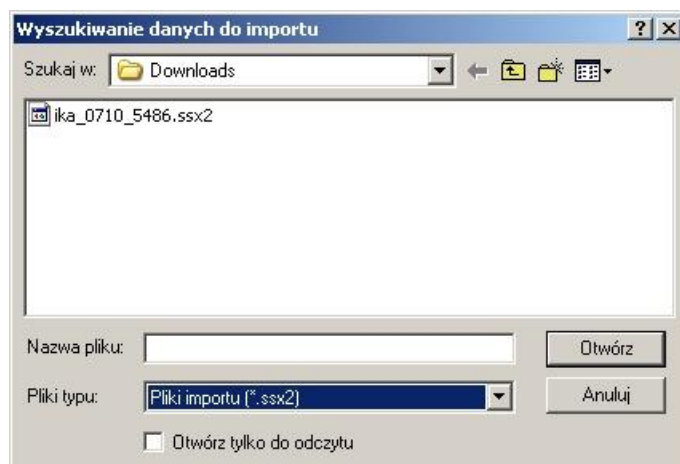 Wyszukiwanie danych do importu
Szukaj w: Downloads
ika_0710_5486.ssx2
Nazwa pliku: Otwórz
Pliki typu: Pliki importu (*.ssx2) Anuluj
Otwórz tylko do odczytu